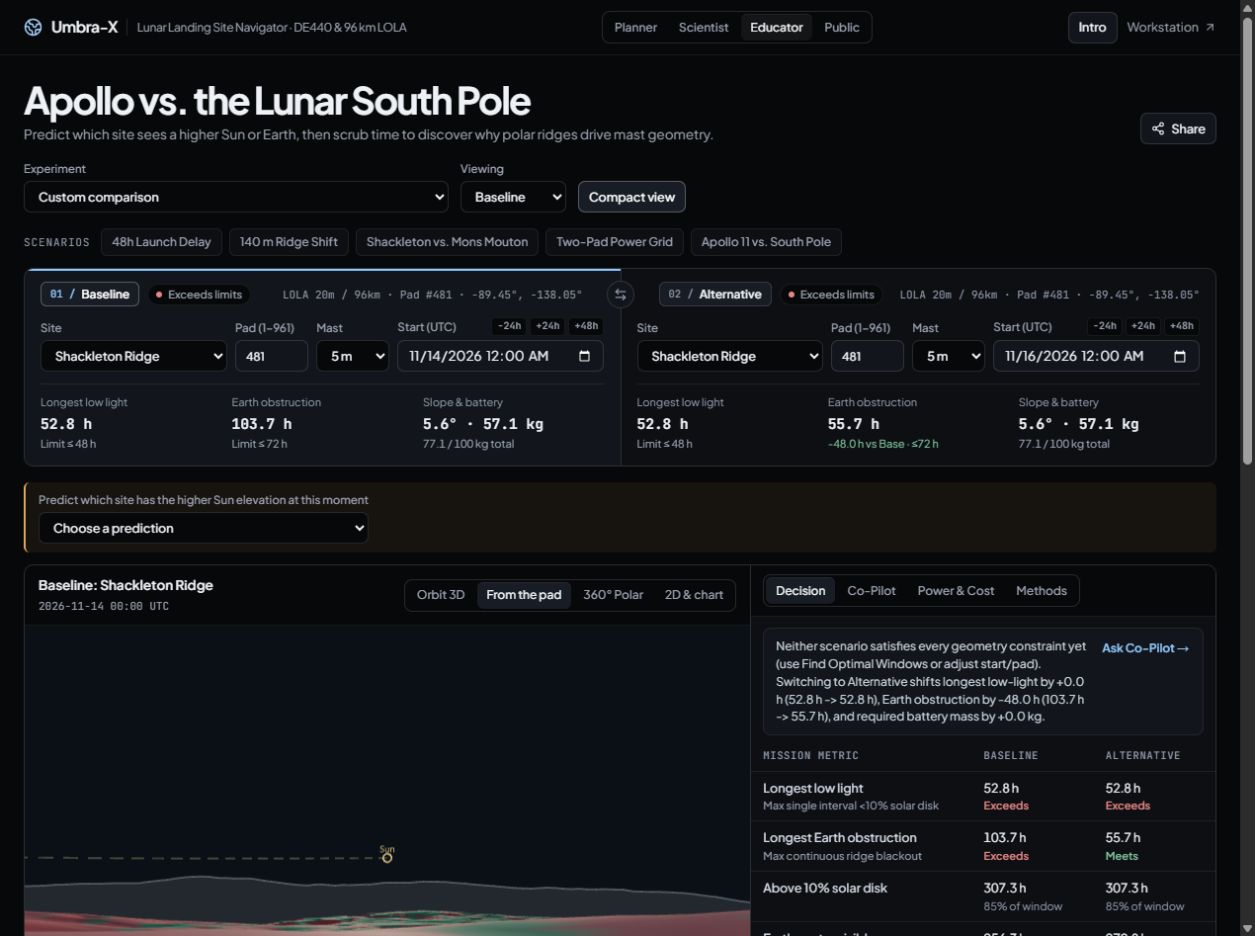 Umbra-X
Lunar Landing Site Navigator · DE440 & 96 km LOLA
Planner Scientist Educator Public
Intro Workstation ↗
Apollo vs. the Lunar South Pole
Predict which site sees a higher Sun or Earth, then scrub time to discover why polar ridges drive mast geometry.
Share
Experiment Viewing
Custom comparison Baseline Compact view
SCENARIOS 48h Launch Delay 140 m Ridge Shift Shackleton vs. Mons Mouton Two-Pad Power Grid Apollo 11 vs. South Pole
01 / Baseline Exceeds limits LOLA 20m / 96km · Pad #481 · -89.45°, -138.05°
Site Pad (1–961) Mast Start (UTC) -24h +24h +48h
Shackleton Ridge 481 5 m 11/14/2026 12:00 AM
Longest low light Earth obstruction Slope & battery
52.8 h 103.7 h 5.6° · 57.1 kg
Limit ≤ 48 h Limit ≤ 72 h 77.1 / 100 kg total
02 / Alternative Exceeds limits LOLA 20m / 96km · Pad #481 · -89.45°, -138.05°
Site Pad (1–961) Mast Start (UTC) -24h +24h +48h
Shackleton Ridge 481 5 m 11/16/2026 12:00 AM
Longest low light Earth obstruction Slope & battery
52.8 h 55.7 h 5.6° · 57.1 kg
Limit ≤ 48 h -48.0 h vs Base · ≤72 h 77.1 / 100 kg total
Predict which site has the higher Sun elevation at this moment
Choose a prediction
Baseline: Shackleton Ridge
2026-11-14 00:00 UTC
Orbit 3D From the pad 360° Polar 2D & chart
Sun
Decision Co-Pilot Power & Cost Methods
Neither scenario satisfies every geometry constraint yet
(use Find Optimal Windows or adjust start/pad).
Switching to Alternative shifts longest low-light by +0.0
h (52.8 h -> 52.8 h), Earth obstruction by -48.0 h (103.7 h
-> 55.7 h), and required battery mass by +0.0 kg.
Ask Co-Pilot →
MISSION METRIC BASELINE ALTERNATIVE
Longest low light 52.8 h 52.8 h
Max single interval <10% solar disk Exceeds Exceeds
Longest Earth obstruction 103.7 h 55.7 h
Max continuous ridge blackout Exceeds Meets
Above 10% solar disk 307.3 h 307.3 h
85% of window 85% of window